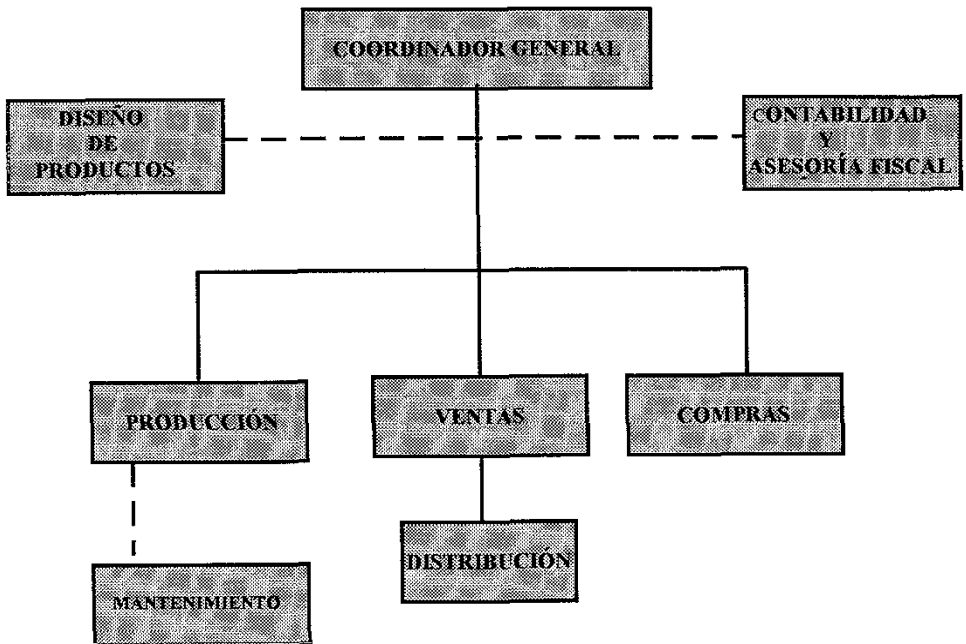 COORDINADOR GENERAL
DISEÑO
DE
PRODUCTOS
CONTABILIDAD
Y
ASESORÍA FISCAL
PRODUCCIÓN
VENTAS
COMPRAS
MANTENIMIENTO
DISTRIBUCIÓN